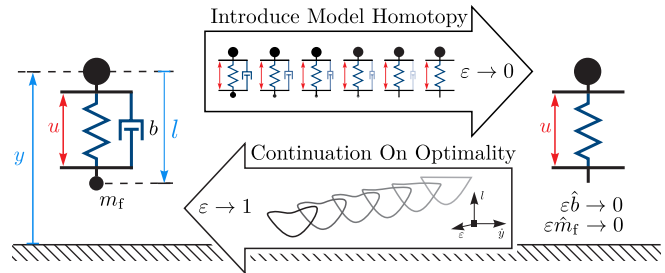 Introduce Model Homotopy
ε → 0
y
u
b
l
m_f
u
Continuation On Optimality
ε → 1
l
ε
ẏ
εb̂ → 0
εm̂_f → 0